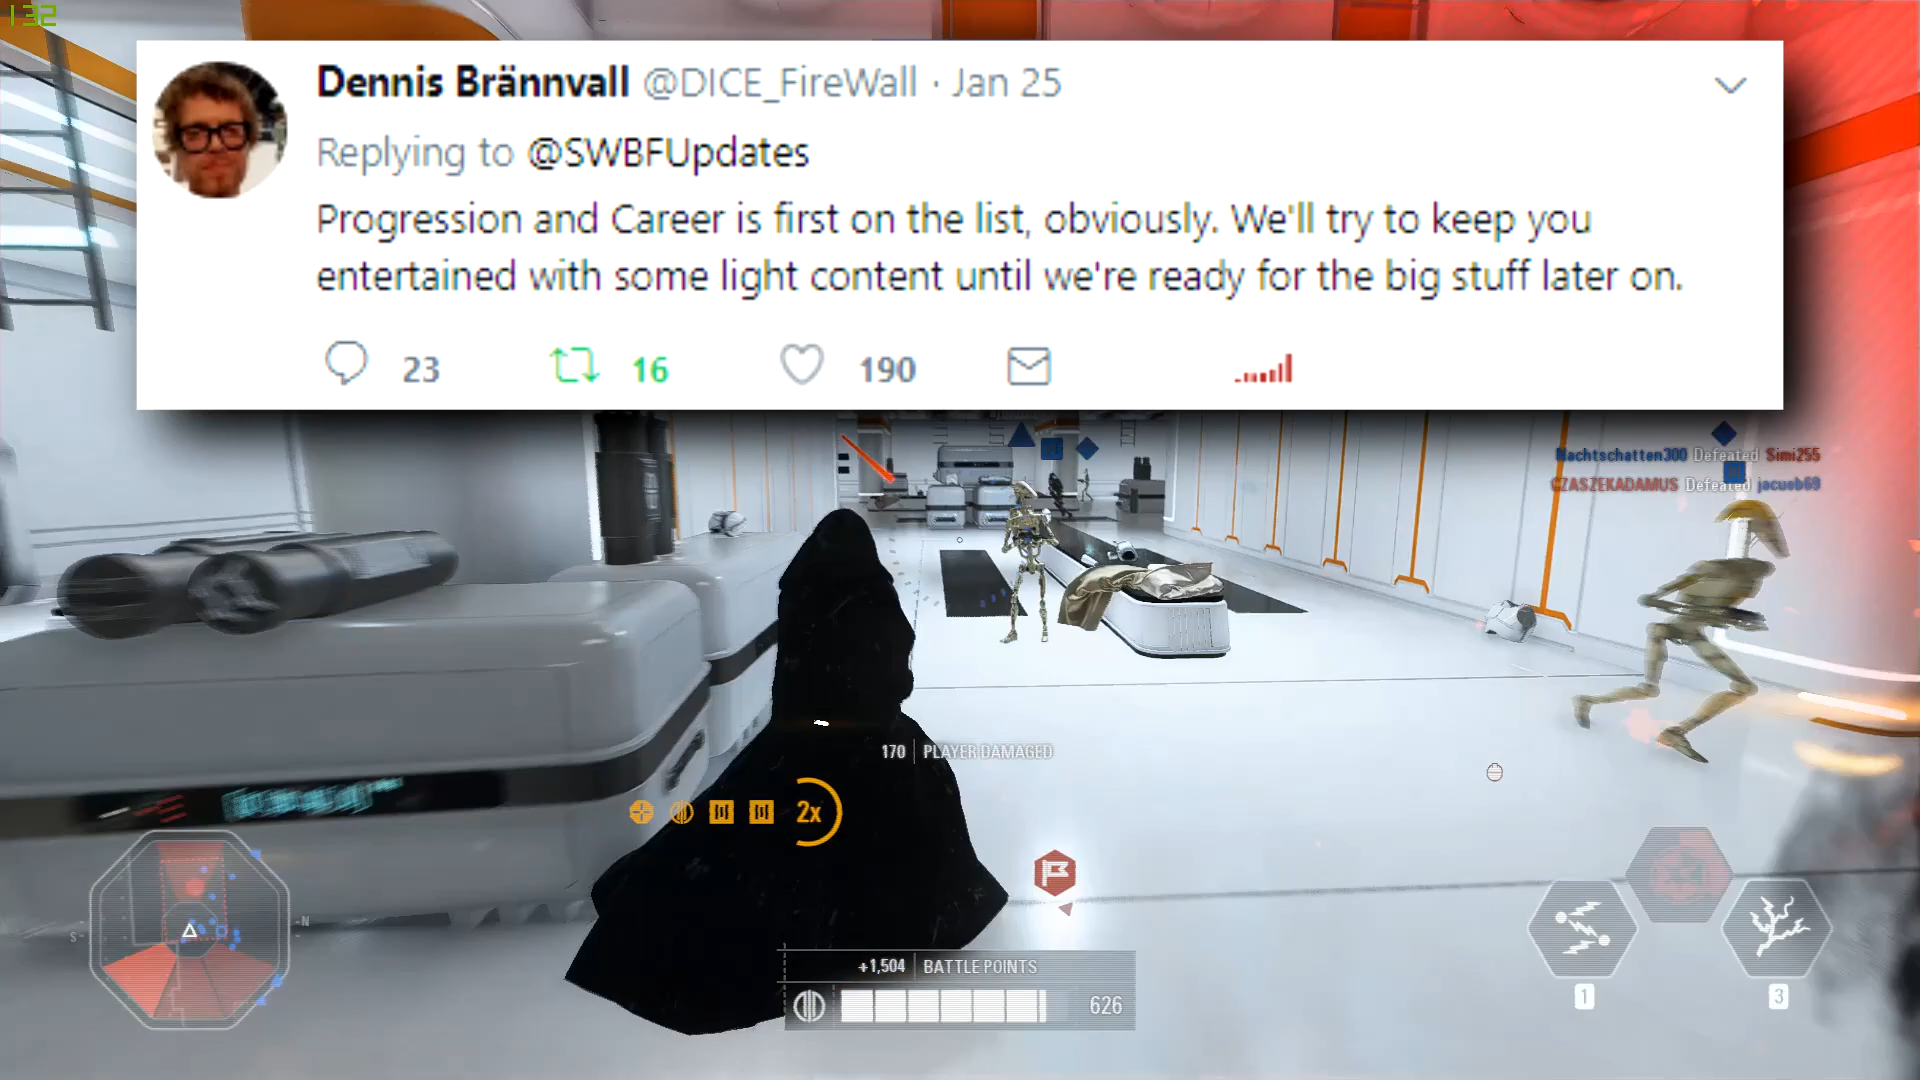 132
Dennis Brännvall @DICE_FireWall · Jan 25
Replying to @SWBFUpdates
Progression and Career is first on the list, obviously. We'll try to keep you
entertained with some light content until we're ready for the big stuff later on.
23 16 190
Nachtschatten300 Defeated Simi255
CZASZEKADAMUS Defeated jacueb69
170 PLAYER DAMAGED
2x
N
S
+1,504 BATTLE POINTS
626
1 3